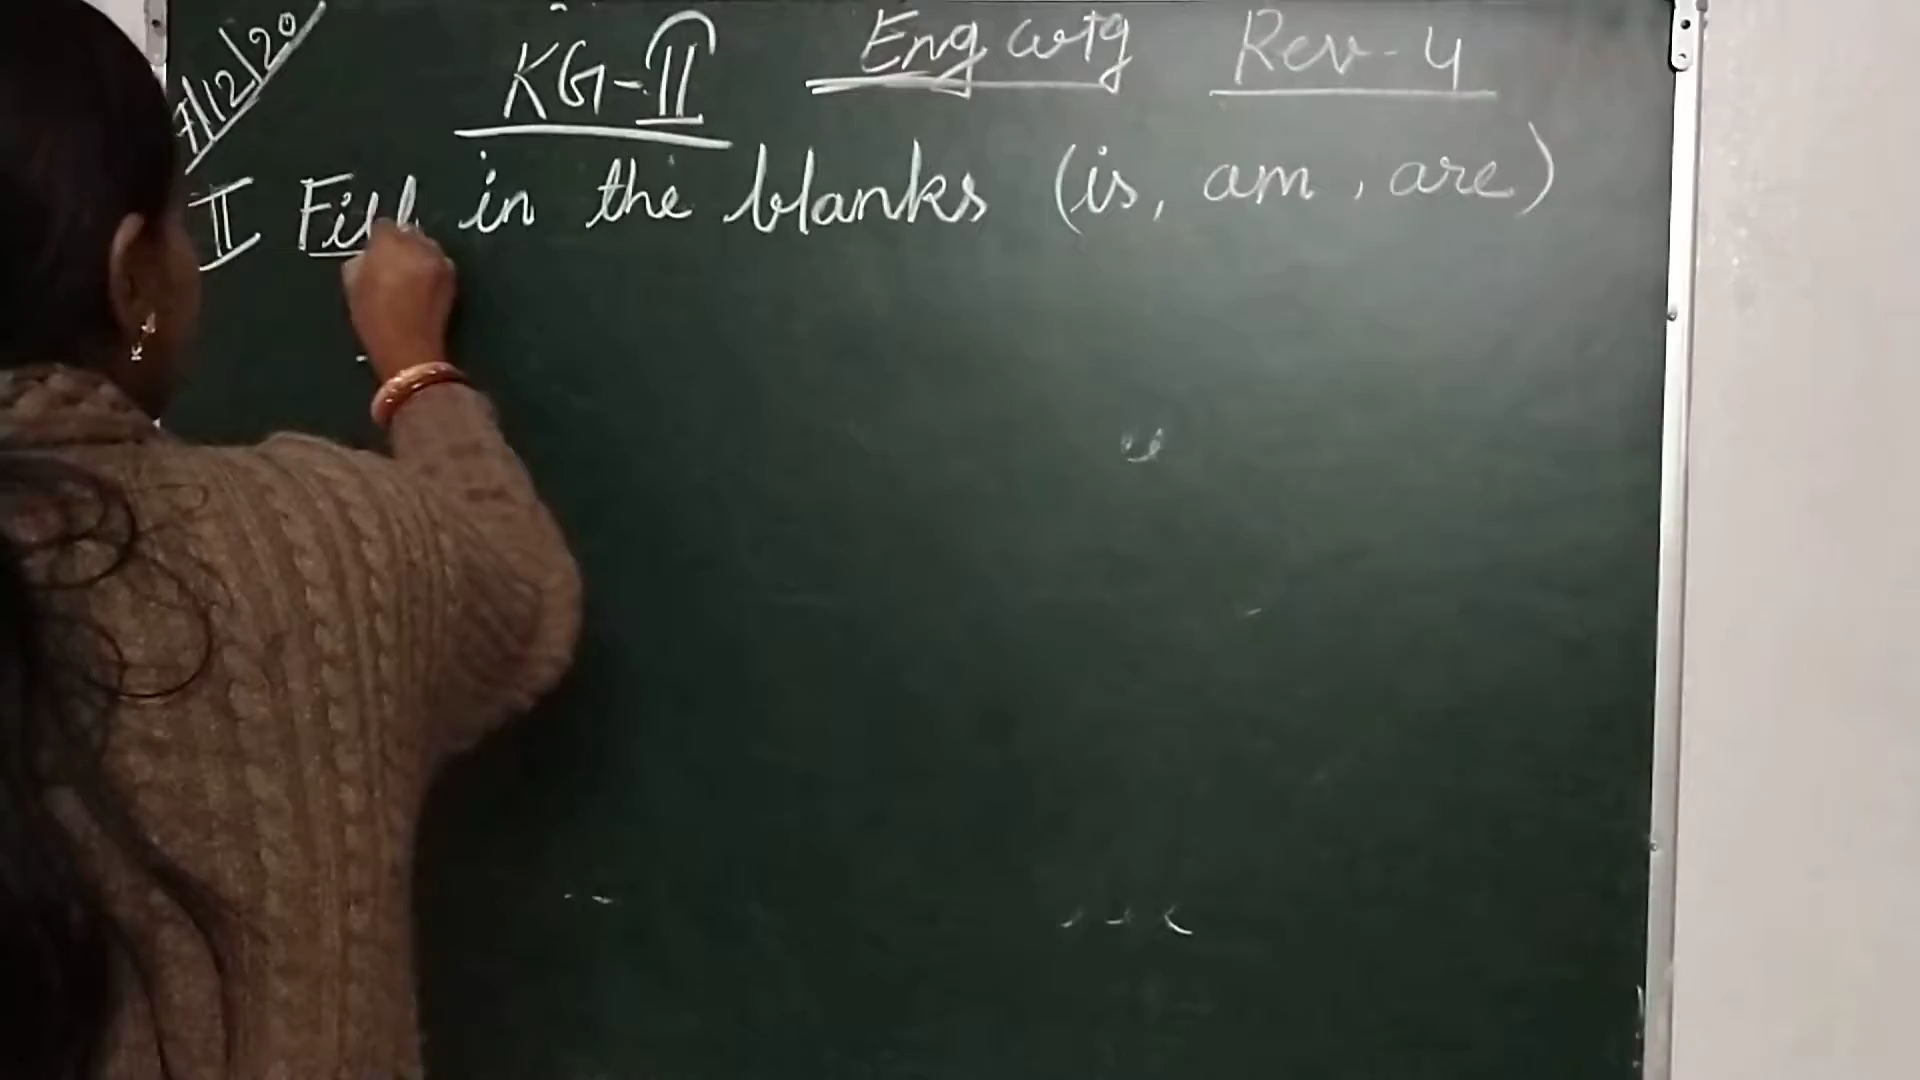 7/12/20
KG-II Eng wtg Rev-4
II Fill in the blanks (is, am, are)